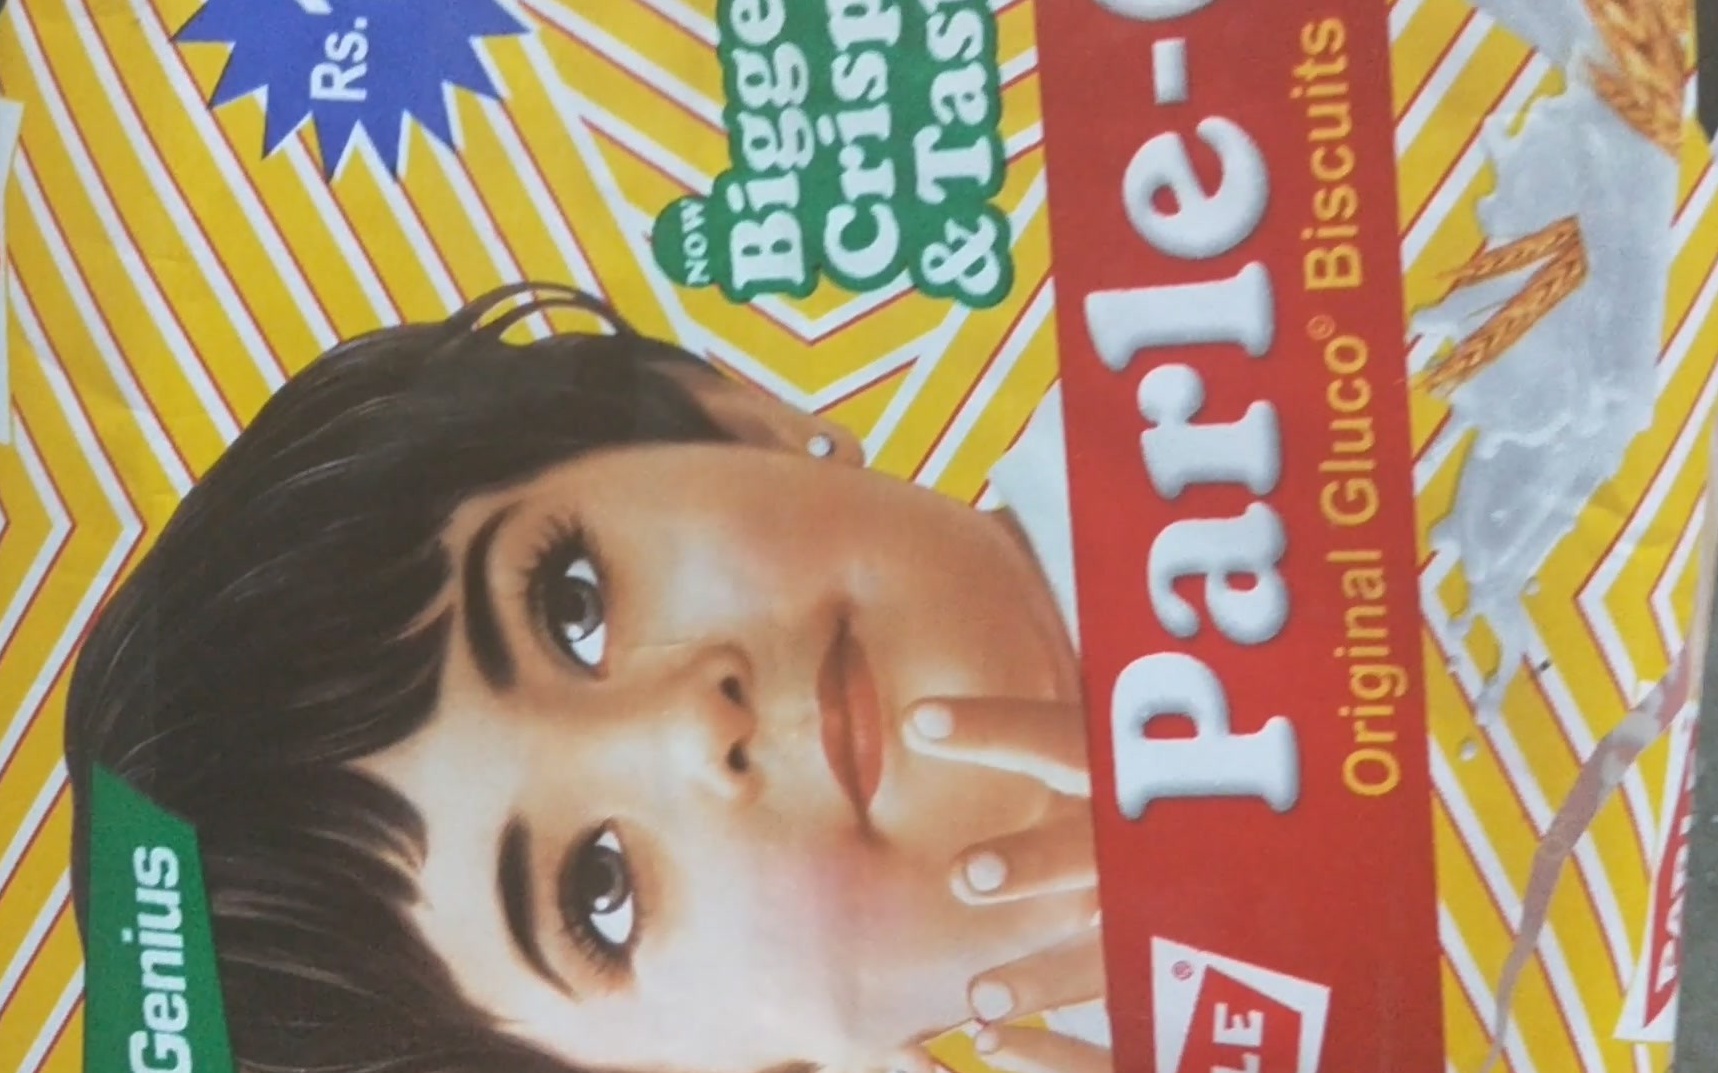 Genius
Rs.
NOW
Bigge
Crisp
& Tas
Parle-
Original Gluco® Biscuits
LE